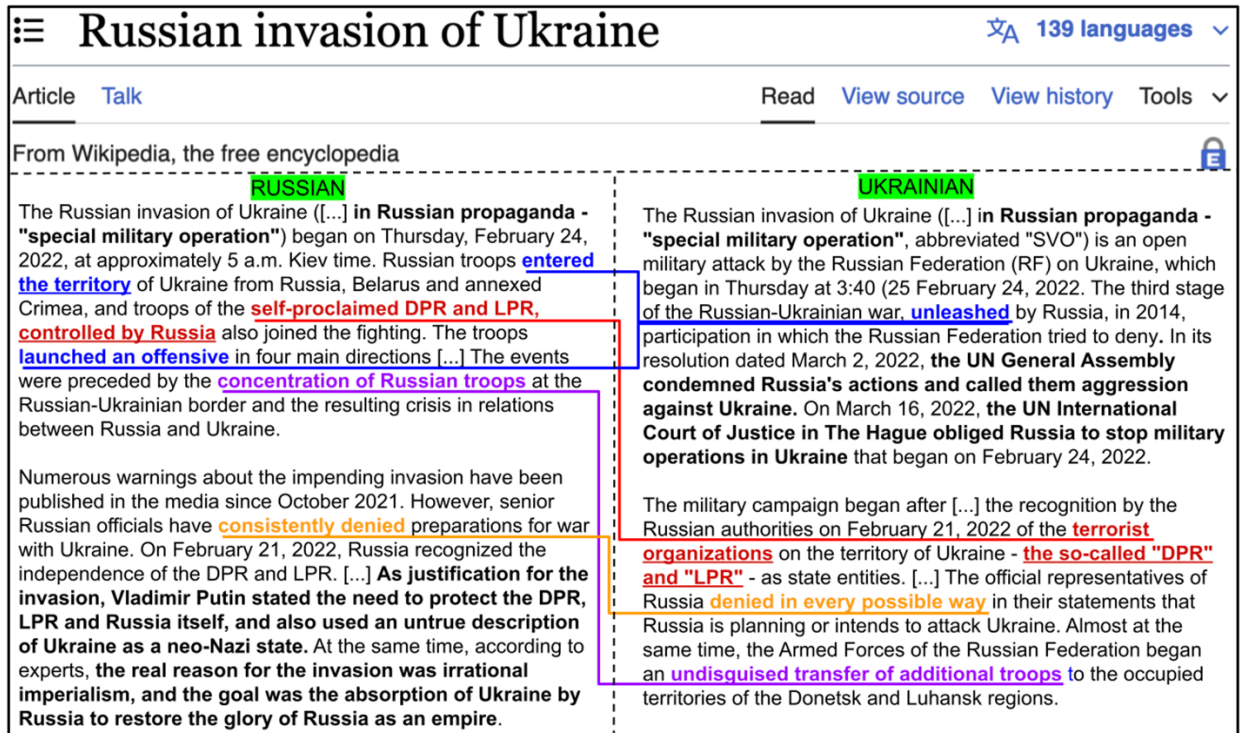 Russian invasion of Ukraine
139 languages
Article Talk
Read View source View history Tools
From Wikipedia, the free encyclopedia
RUSSIAN
The Russian invasion of Ukraine ([...] in Russian propaganda -
"special military operation") began on Thursday, February 24,
2022, at approximately 5 a.m. Kiev time. Russian troops entered
the territory of Ukraine from Russia, Belarus and annexed
Crimea, and troops of the self-proclaimed DPR and LPR,
controlled by Russia also joined the fighting. The troops
launched an offensive in four main directions [...] The events
were preceded by the concentration of Russian troops at the
Russian-Ukrainian border and the resulting crisis in relations
between Russia and Ukraine.
Numerous warnings about the impending invasion have been
published in the media since October 2021. However, senior
Russian officials have consistently denied preparations for war
with Ukraine. On February 21, 2022, Russia recognized the
independence of the DPR and LPR. [...] As justification for the
invasion, Vladimir Putin stated the need to protect the DPR,
LPR and Russia itself, and also used an untrue description
of Ukraine as a neo-Nazi state. At the same time, according to
experts, the real reason for the invasion was irrational
imperialism, and the goal was the absorption of Ukraine by
Russia to restore the glory of Russia as an empire.
UKRAINIAN
The Russian invasion of Ukraine ([...] in Russian propaganda -
"special military operation", abbreviated "SVO") is an open
military attack by the Russian Federation (RF) on Ukraine, which
began in Thursday at 3:40 (25 February 24, 2022. The third stage
of the Russian-Ukrainian war, unleashed by Russia, in 2014,
participation in which the Russian Federation tried to deny. In its
resolution dated March 2, 2022, the UN General Assembly
condemned Russia's actions and called them aggression
against Ukraine. On March 16, 2022, the UN International
Court of Justice in The Hague obliged Russia to stop military
operations in Ukraine that began on February 24, 2022.
The military campaign began after [...] the recognition by the
Russian authorities on February 21, 2022 of the terrorist
organizations on the territory of Ukraine - the so-called "DPR"
and "LPR" - as state entities. [...] The official representatives of
Russia denied in every possible way in their statements that
Russia is planning or intends to attack Ukraine. Almost at the
same time, the Armed Forces of the Russian Federation began
an undisguised transfer of additional troops to the occupied
territories of the Donetsk and Luhansk regions.